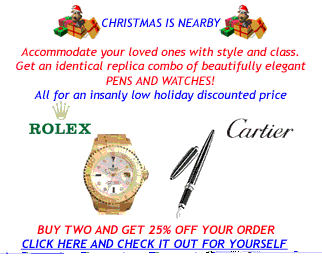 CHRISTMAS IS NEARBY
Accommodate your loved ones with style and class.
Get an identical replica combo of beautifully elegant
PENS AND WATCHES!
All for an insanly low holiday discounted price
ROLEX
Cartier
BUY TWO AND GET 25% OFF YOUR ORDER
CLICK HERE AND CHECK IT OUT FOR YOURSELF